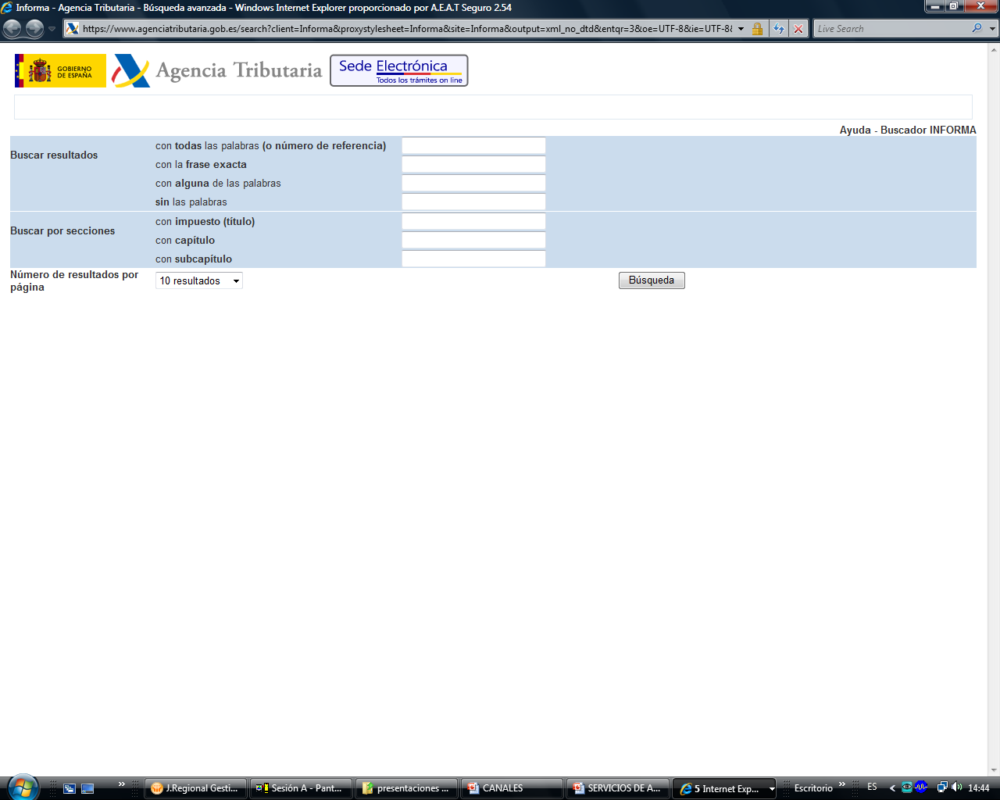 Informa - Agencia Tributaria - Búsqueda avanzada - Windows Internet Explorer proporcionado por A.E.A.T Seguro 2.54
https://www.agenciatributaria.gob.es/search?client=Informa&proxystylesheet=Informa&site=Informa&output=xml_no_dtd&entqr=3&oe=UTF-8&ie=UTF-8&
Live Search
GOBIERNO
DE ESPAÑA
Agencia Tributaria
Sede Electrónica
Todos los trámites on line
Ayuda - Buscador INFORMA
Buscar resultados
con todas las palabras (o número de referencia)
con la frase exacta
con alguna de las palabras
sin las palabras
Buscar por secciones
con impuesto (título)
con capítulo
con subcapítulo
Número de resultados por
página
10 resultados
Búsqueda
J.Regional Gesti...
Sesión A - Pant...
presentaciones ...
CANALES
SERVICIOS DE A...
5 Internet Exp...
Escritorio
ES
14:44